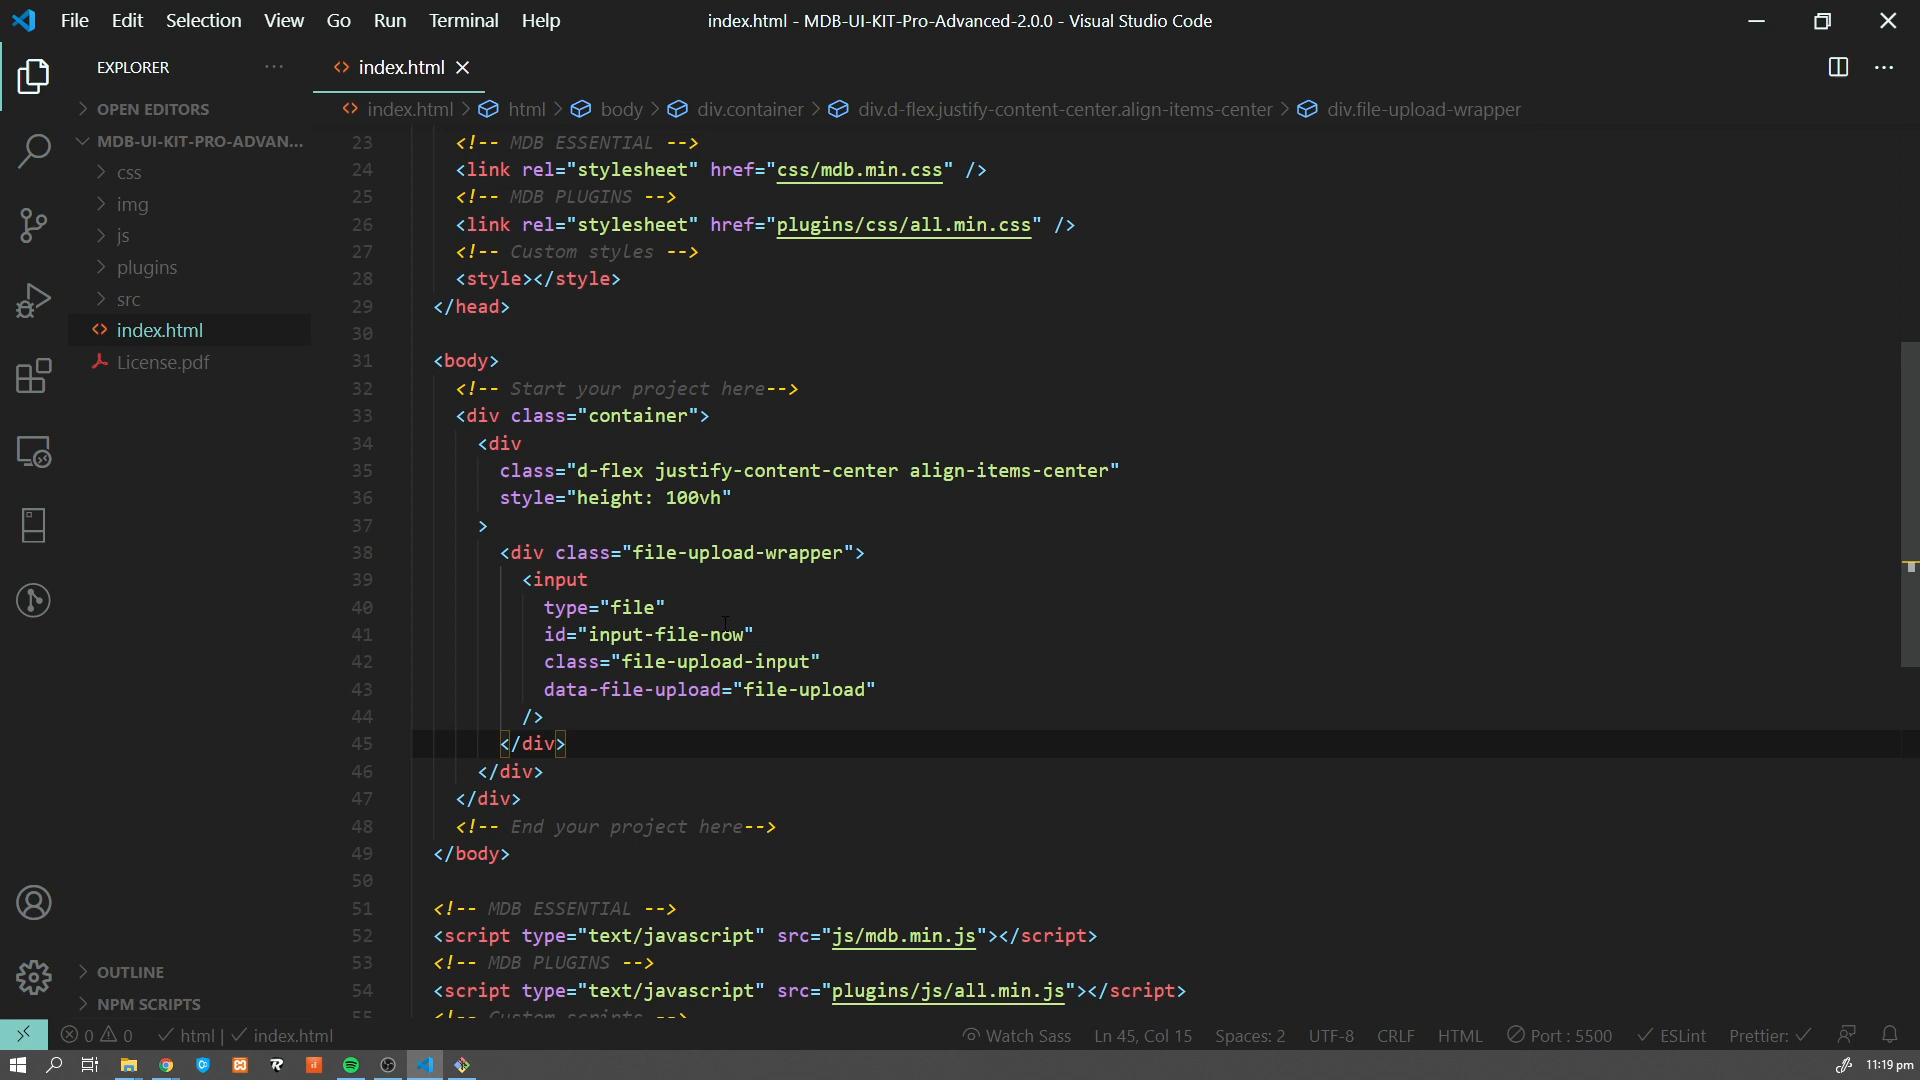 File Edit Selection View Go Run Terminal Help index.html - MDB-UI-KIT-Pro-Advanced-2.0.0 - Visual Studio Code
EXPLORER
index.html
OPEN EDITORS
index.html > html > body > div.container > div.d-flex.justify-content-center.align-items-center > div.file-upload-wrapper
MDB-UI-KIT-PRO-ADVAN...
css
img
js
plugins
src
index.html
License.pdf
23 <!-- MDB ESSENTIAL -->
24 <link rel="stylesheet" href="css/mdb.min.css" />
25 <!-- MDB PLUGINS -->
26 <link rel="stylesheet" href="plugins/css/all.min.css" />
27 <!-- Custom styles -->
28 <style></style>
29 </head>
30
31 <body>
32 <!-- Start your project here-->
33 <div class="container">
34 <div
35 class="d-flex justify-content-center align-items-center"
36 style="height: 100vh"
37 >
38 <div class="file-upload-wrapper">
39 <input
40 type="file"
41 id="input-file-now"
42 class="file-upload-input"
43 data-file-upload="file-upload"
44 />
45 </div>
46 </div>
47 </div>
48 <!-- End your project here-->
49 </body>
50
51 <!-- MDB ESSENTIAL -->
52 <script type="text/javascript" src="js/mdb.min.js"></script>
53 <!-- MDB PLUGINS -->
54 <script type="text/javascript" src="plugins/js/all.min.js"></script>
55 <!-- Custom scripts -->
OUTLINE
NPM SCRIPTS
0 0 html | index.html Watch Sass Ln 45, Col 15 Spaces: 2 UTF-8 CRLF HTML Port : 5500 ESLint Prettier:
11:19 pm